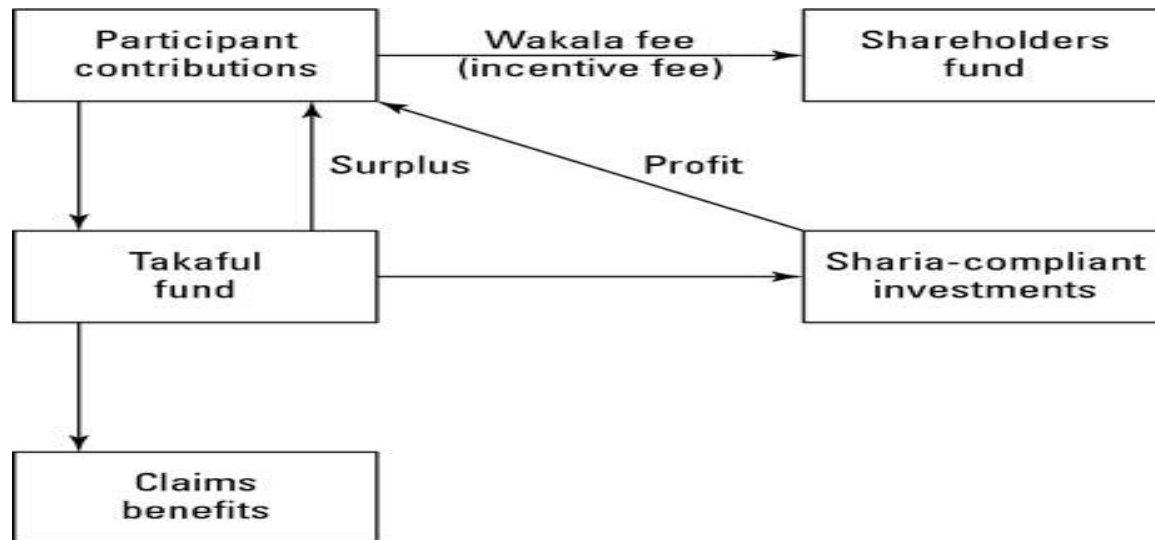 Participant
contributions
Wakala fee
(incentive fee)
Shareholders
fund
Surplus
Profit
Takaful
fund
Sharia-compliant
investments
Claims
benefits